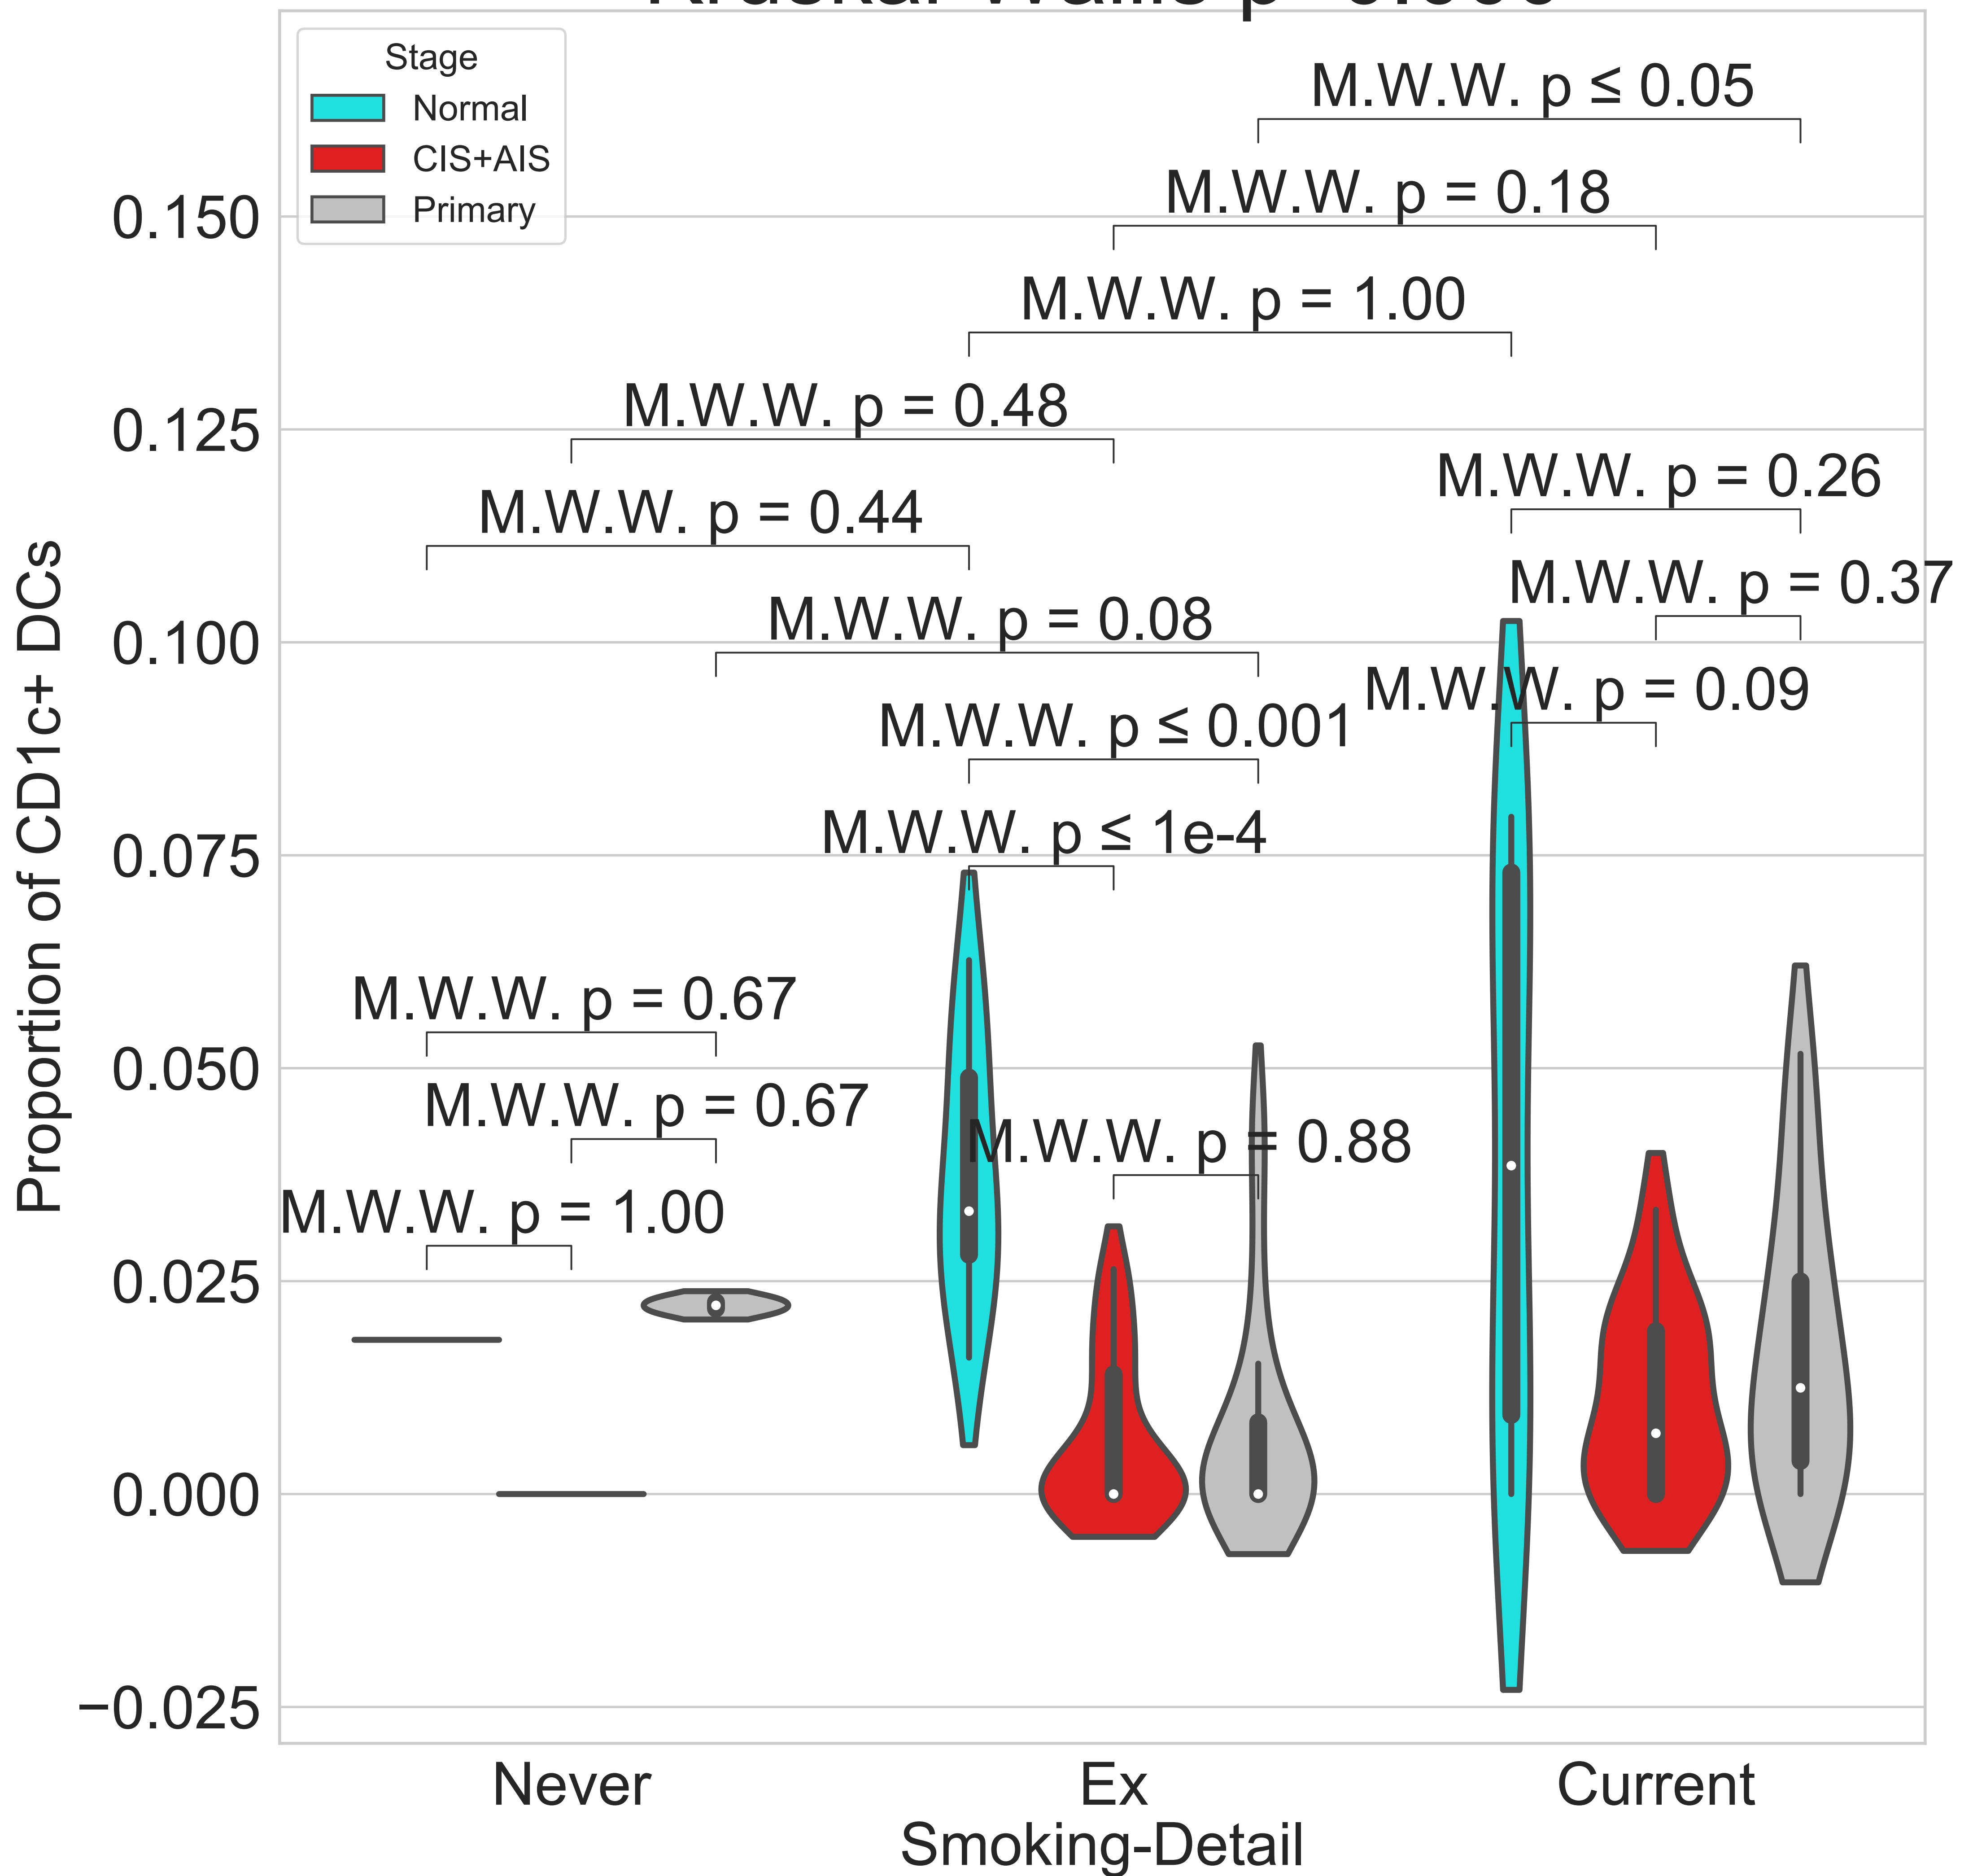 Stage
Normal
CIS+AIS
Primary
M.W.W. p ≤ 0.05
M.W.W. p = 0.18
M.W.W. p = 1.00
M.W.W. p = 0.48
M.W.W. p = 0.26
M.W.W. p = 0.44
M.W.W. p = 0.37
M.W.W. p = 0.08
M.W.W. p = 0.09
M.W.W. p ≤ 0.001
M.W.W. p ≤ 1e-4
M.W.W. p = 0.67
M.W.W. p = 0.67
M.W.W. p = 0.88
M.W.W. p = 1.00
0.150
0.125
0.100
0.075
0.050
0.025
0.000
−0.025
Proportion of CD1c+ DCs
Never
Ex
Current
Smoking-Detail